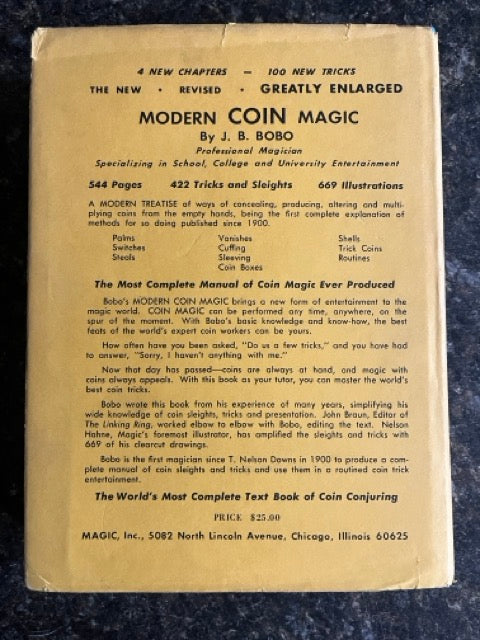 4 NEW CHAPTERS — 100 NEW TRICKS
THE NEW • REVISED • GREATLY ENLARGED
MODERN COIN MAGIC
By J. B. BOBO
Professional Magician
Specializing in School, College and University Entertainment
544 Pages 422 Tricks and Sleights 669 Illustrations
A MODERN TREATISE of ways of concealing, producing, altering and multi-
plying coins from the empty hands, being the first complete explanation of
methods for so doing published since 1900.
Palms Vanishes Shells
Switches Cuffing Trick Coins
Steals Sleeving Routines
Coin Boxes
The Most Complete Manual of Coin Magic Ever Produced
Bobo's MODERN COIN MAGIC brings a new form of entertainment to the
magic world. COIN MAGIC can be performed any time, anywhere, on the
spur of the moment. With Bobo's basic knowledge and know-how, the best
feats of the world's expert coin workers can be yours.
How often have you been asked, "Do us a few tricks," and you have had
to answer, "Sorry, I haven't anything with me."
Now that day has passed—coins are always at hand, and magic with
coins always appeals. With this book as your tutor, you can master the world's
best coin tricks.
Bobo wrote this book from his experience of many years, simplifying his
wide knowledge of coin sleights, tricks and presentation. John Braun, Editor of
The Linking Ring, worked elbow to elbow with Bobo, editing the text. Nelson
Hahne, Magic's foremost illustrator, has amplified the sleights and tricks with
669 of his clearcut drawings.
Bobo is the first magician since T. Nelson Downs in 1900 to produce a com-
plete manual of coin sleights and tricks and use them in a routined coin trick
entertainment.
The World's Most Complete Text Book of Coin Conjuring
PRICE $25.00
MAGIC, Inc., 5082 North Lincoln Avenue, Chicago, Illinois 60625